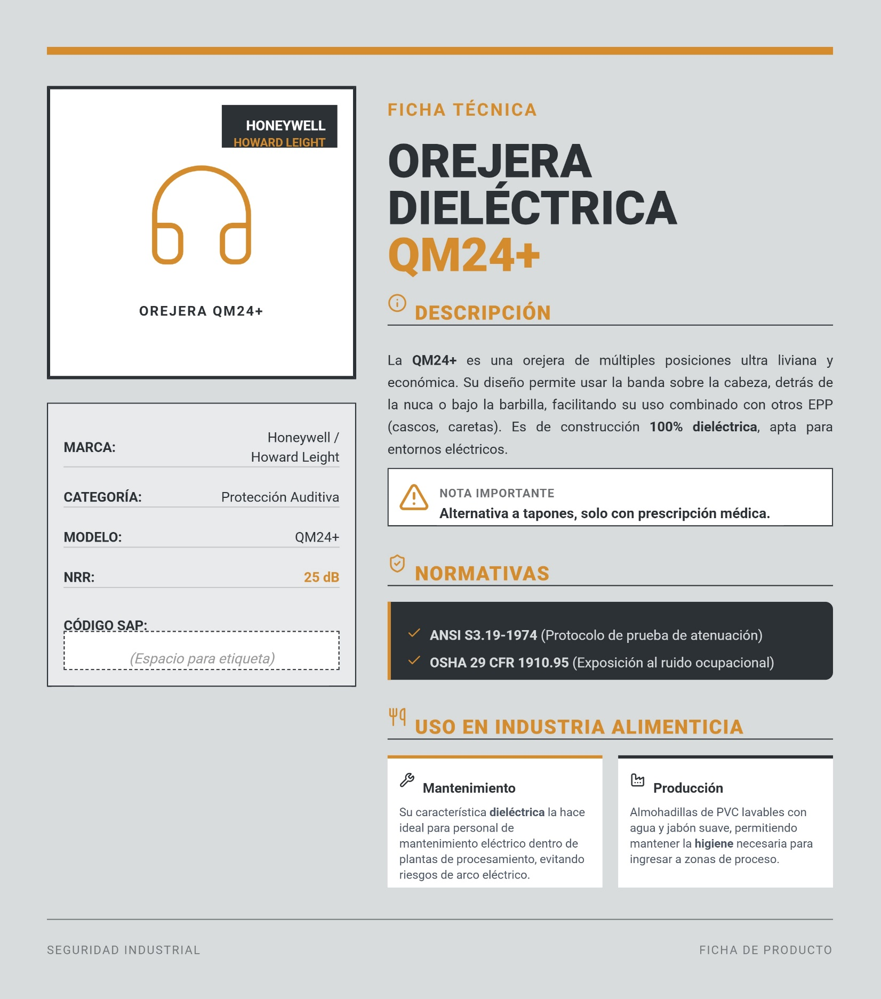 HONEYWELL
HOWARD LEIGHT
OREJERA QM24+
MARCA:
Honeywell /
Howard Leight
CATEGORÍA:
Protección Auditiva
MODELO:
QM24+
NRR:
25 dB
CÓDIGO SAP:
(Espacio para etiqueta)
FICHA TÉCNICA
OREJERA
DIELÉCTRICA
QM24+
DESCRIPCIÓN
La QM24+ es una orejera de múltiples posiciones ultra liviana y
económica. Su diseño permite usar la banda sobre la cabeza, detrás de
la nuca o bajo la barbilla, facilitando su uso combinado con otros EPP
(cascos, caretas). Es de construcción 100% dieléctrica, apta para
entornos eléctricos.
NOTA IMPORTANTE
Alternativa a tapones, solo con prescripción médica.
NORMATIVAS
ANSI S3.19-1974 (Protocolo de prueba de atenuación)
OSHA 29 CFR 1910.95 (Exposición al ruido ocupacional)
USO EN INDUSTRIA ALIMENTICIA
Mantenimiento
Su característica dieléctrica la hace
ideal para personal de
mantenimiento eléctrico dentro de
plantas de procesamiento, evitando
riesgos de arco eléctrico.
Producción
Almohadillas de PVC lavables con
agua y jabón suave, permitiendo
mantener la higiene necesaria para
ingresar a zonas de proceso.
SEGURIDAD INDUSTRIAL
FICHA DE PRODUCTO